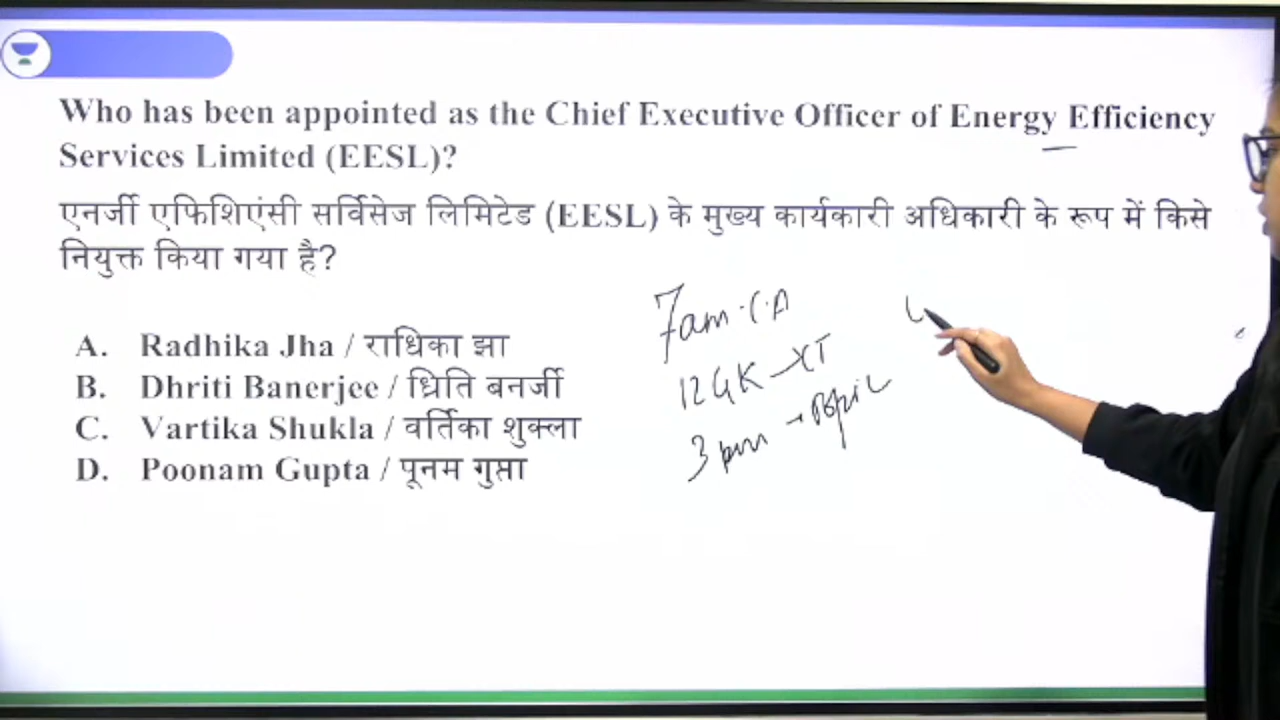 Who has been appointed as the Chief Executive Officer of Energy Efficiency
Services Limited (EESL)?
एनर्जी एफिशिएंसी सर्विसेज लिमिटेड (EESL) के मुख्य कार्यकारी अधिकारी के रूप में किसे
नियुक्त किया गया है?
A. Radhika Jha / राधिका झा
B. Dhriti Banerjee / ध्रिति बनर्जी
C. Vartika Shukla / वर्तिका शुक्ला
D. Poonam Gupta / पूनम गुप्ता
7am C.A
12 GK
3 pm